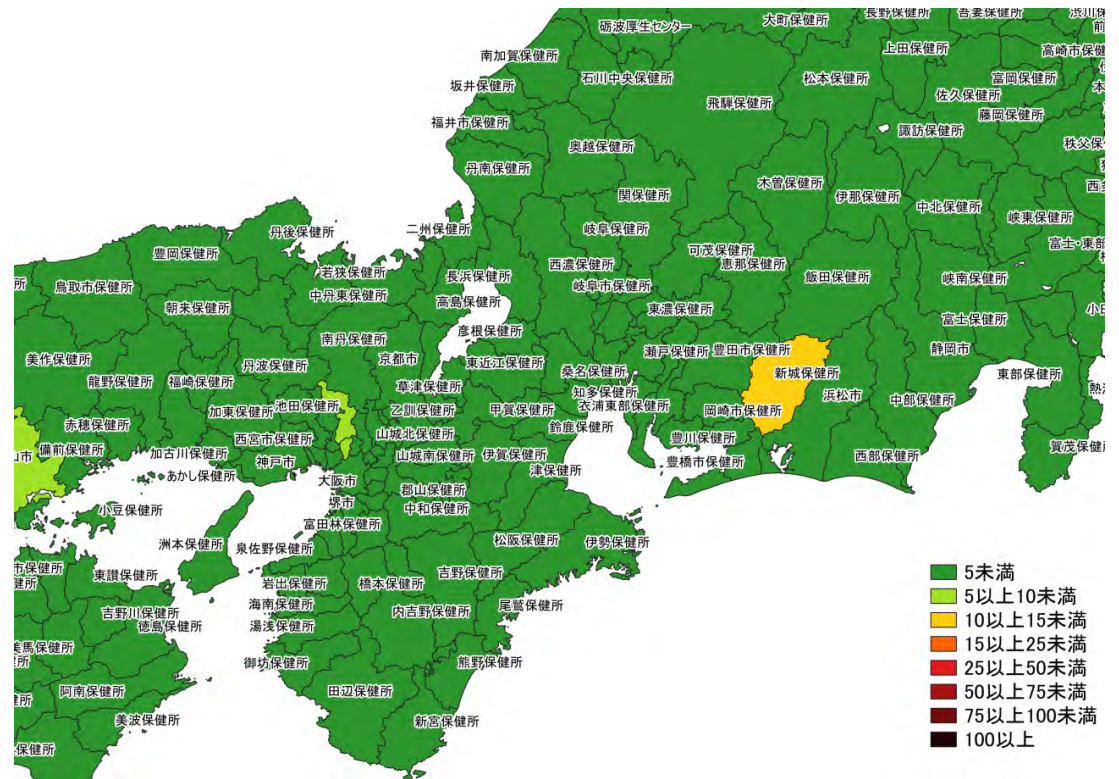 砺波厚生センター
大町保健所
長野保健所
吾妻保健所
渋川保
南加賀保健所
上田保健所
高崎市保健
石川中央保健所
松本保健所
富岡保健所
坂井保健所
飛騨保健所
佐久保健所
藤岡保健所
福井市保健所
諏訪保健所
秩父保
奥越保健所
丹南保健所
木曽保健所
関保健所
伊那保健所
中北保健所
峡東保健所
二州保健所
岐阜保健所
丹後保健所
富士・東部
豊岡保健所
可茂保健所
恵那保健所
若狭保健所
長浜保健所
西濃保健所
飯田保健所
峡南保健所
鳥取市保健所
中丹東保健所
岐阜市保健所
高島保健所
朝来保健所
東濃保健所
富士保健所
彦根保健所
南丹保健所
静岡市
美作保健所
京都市
東近江保健所
瀬戸保健所
豊田市保健所
丹波保健所
桑名保健所
新城保健所
東部保健所
龍野保健所
福崎保健所
草津保健所
知多保健所
浜松市
中部保健所
加東保健所
池田保健所
乙訓保健所
甲賀保健所
衣浦東部保健所
岡崎市保健所
赤穂保健所
鈴鹿保健所
山城北保健所
西宮市保健所
豊川保健所
賀茂保健
備前保健所
加古川保健所
山城南保健所
伊賀保健所
西部保健所
神戸市
豊橋市保健所
あかし保健所
津保健所
大阪市
郡山保健所
堺市
中和保健所
小豆保健所
富田林保健所
松阪保健所
伊勢保健所
洲本保健所
泉佐野保健所
市保健所
東讃保健所
岩出保健所
橋本保健所
吉野保健所
吉野川保健所
海南保健所
内吉野保健所
尾鷲保健所
徳島保健所
湯浅保健所
美馬保健所
御坊保健所
熊野保健所
阿南保健所
田辺保健所
美波保健所
新宮保健所
5未満
5以上10未満
10以上15未満
15以上25未満
25以上50未満
50以上75未満
75以上100未満
100以上